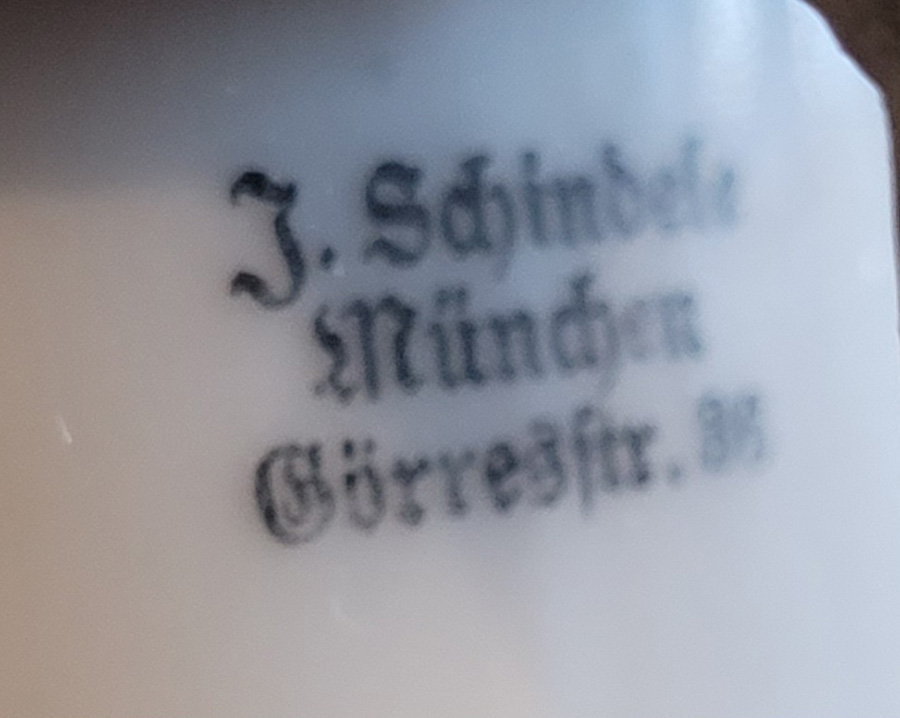 J. Schindele
München
Görresstr.